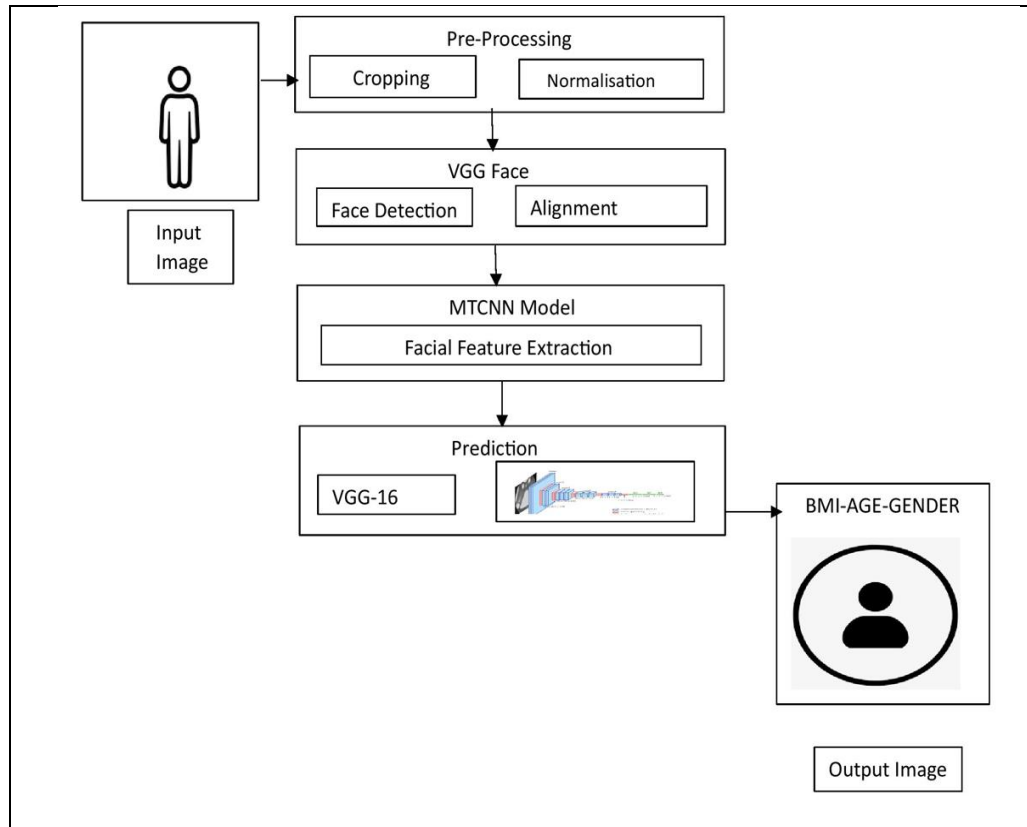 Pre-Processing
Cropping
Normalisation
Input
Image
VGG Face
Face Detection
Alignment
MTCNN Model
Facial Feature Extraction
Prediction
VGG-16
BMI-AGE-GENDER
Output Image